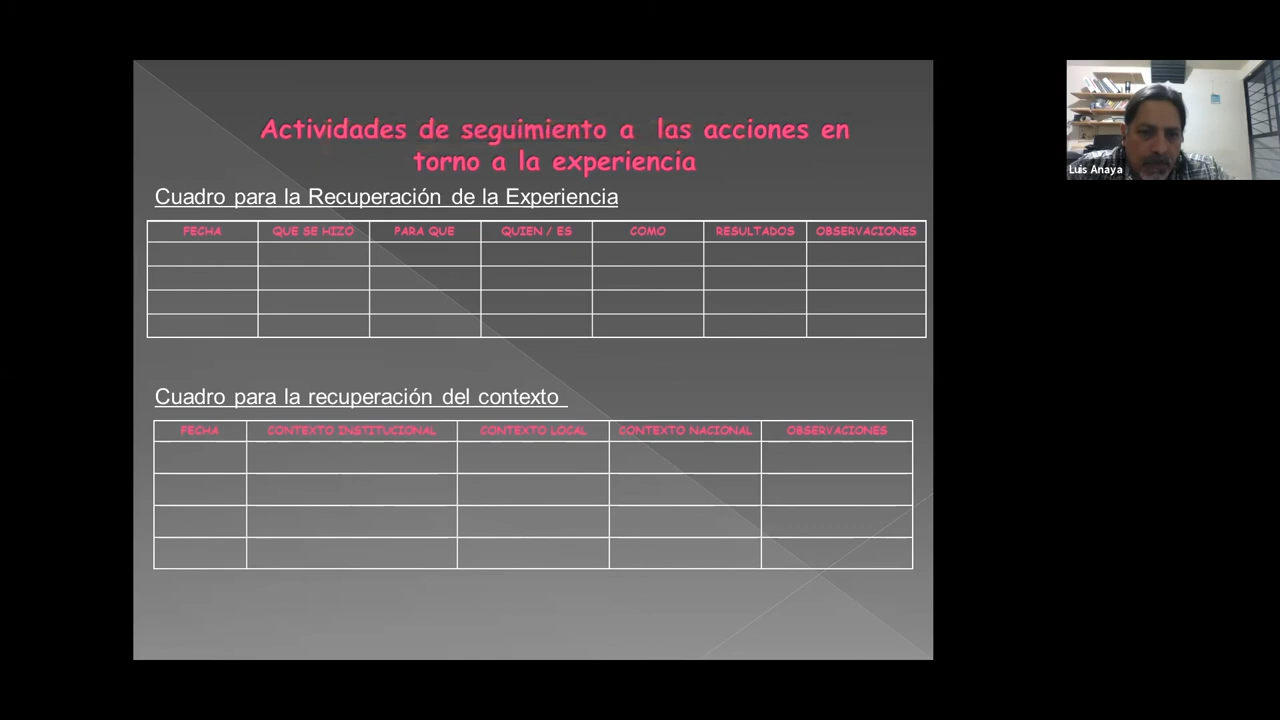 Actividades de seguimiento a las acciones en
torno a la experiencia
Cuadro para la Recuperación de la Experiencia
FECHA QUE SE HIZO PARA QUE QUIEN / ES COMO RESULTADOS OBSERVACIONES
Cuadro para la recuperación del contexto
FECHA CONTEXTO INSTITUCIONAL CONTEXTO LOCAL CONTEXTO NACIONAL OBSERVACIONES
Luis Anaya